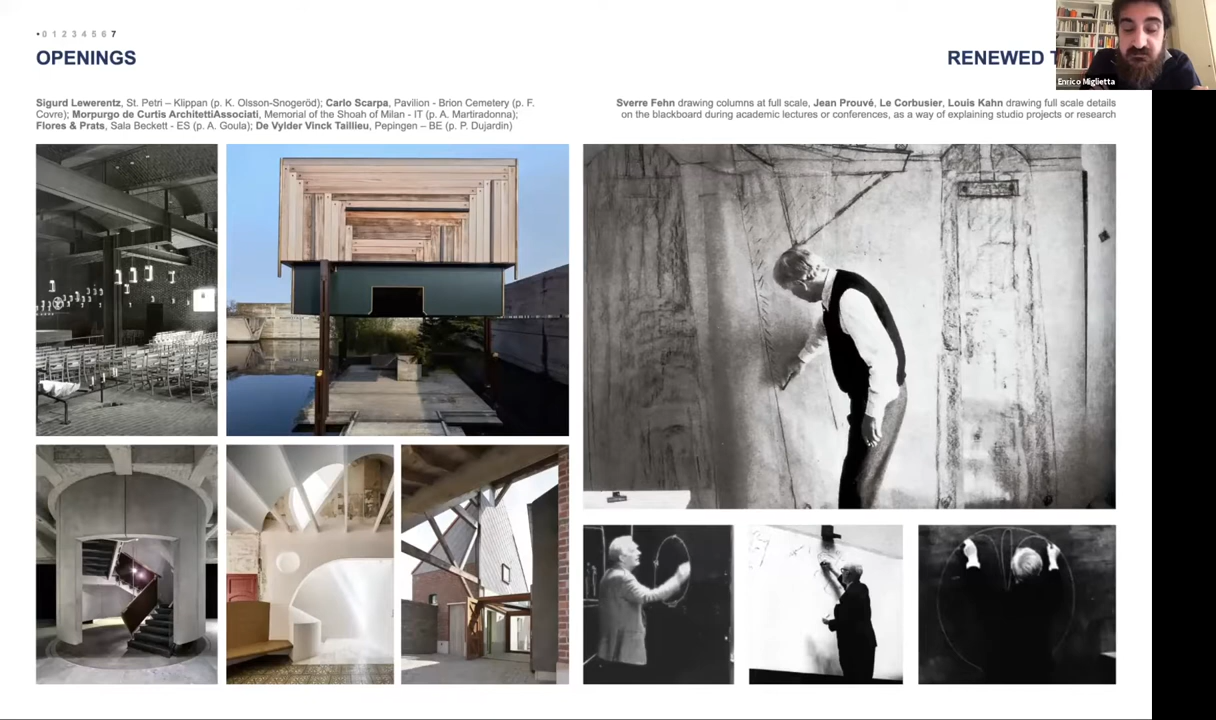 •0 1 2 3 4 5 6 7
OPENINGS
RENEWED
Enrico Miglietta
Sigurd Lewerentz, St. Petri – Klippan (p. K. Olsson-Snogeröd); Carlo Scarpa, Pavilion - Brion Cemetery (p. F.
Covre); Morpurgo de Curtis ArchitettiAssociati, Memorial of the Shoah of Milan - IT (p. A. Martiradonna);
Flores & Prats, Sala Beckett - ES (p. A. Goula); De Vylder Vinck Taillieu, Pepingen – BE (p. P. Dujardin)
Sverre Fehn drawing columns at full scale, Jean Prouvé, Le Corbusier, Louis Kahn drawing full scale details
on the blackboard during academic lectures or conferences, as a way of explaining studio projects or research